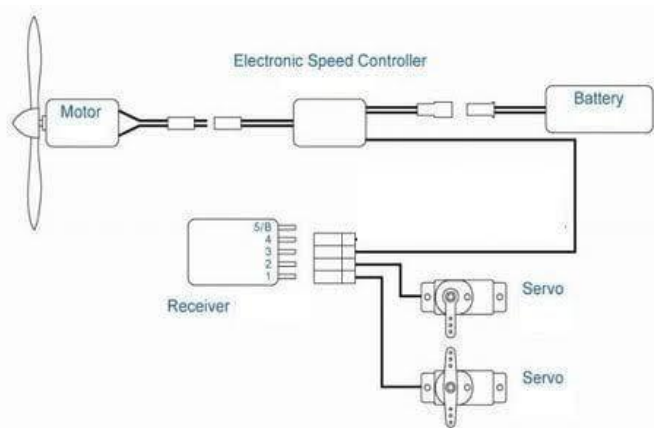 Electronic Speed Controller
Motor
Battery
5/B
4
3
2
1
Receiver
Servo
Servo